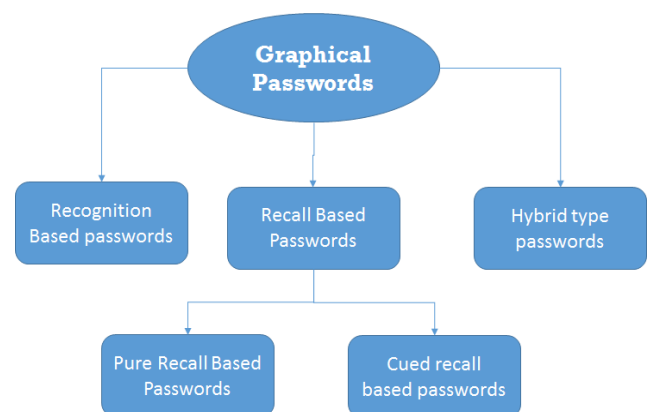 Graphical
Passwords
Recognition
Based passwords
Recall Based
Passwords
Hybrid type
passwords
Pure Recall Based
Passwords
Cued recall
based passwords